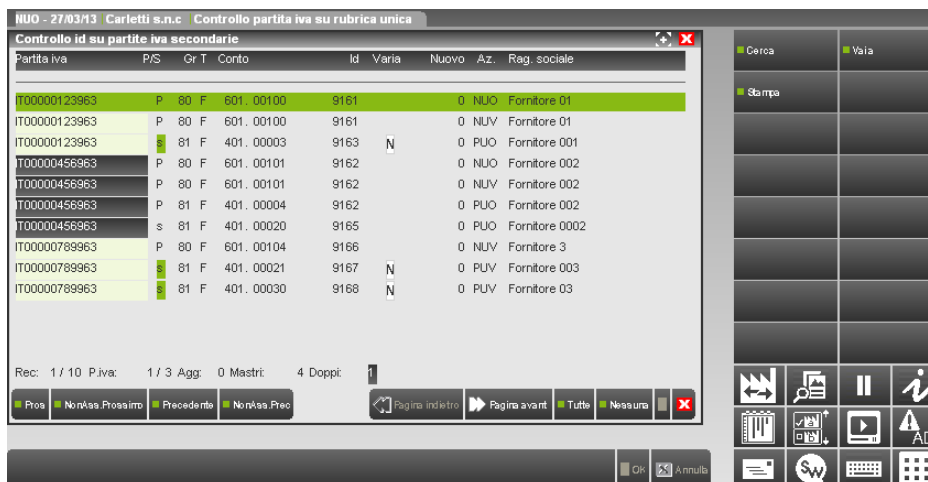 NUO - 27/03/13 Carletti s.n.c Controllo partita iva su rubrica unica
Controllo id su partite iva secondarie
Partita iva P/S Gr T Conto Id Varia Nuovo Az. Rag. sociale
IT00000123963 P 80 F 601. 00100 9161 0 NUO Fornitore 01
IT00000123963 P 80 F 601. 00100 9161 0 NUV Fornitore 01
IT00000123963 s 81 F 401. 00003 9163 N 0 PUO Fornitore 001
IT00000456963 P 80 F 601. 00101 9162 0 NUO Fornitore 002
IT00000456963 P 80 F 601. 00101 9162 0 NUV Fornitore 002
IT00000456963 P 81 F 401. 00004 9162 0 PUO Fornitore 002
IT00000456963 s 81 F 401. 00020 9165 0 PUO Fornitore 0002
IT00000789963 P 80 F 601. 00104 9166 0 NUV Fornitore 3
IT00000789963 s 81 F 401. 00021 9167 N 0 PUV Fornitore 003
IT00000789963 s 81 F 401. 00030 9168 N 0 PUV Fornitore 03
Rec: 1 / 10 P.iva: 1 / 3 Agg: 0 Mastri: 4 Doppi: 1
Pros NonAss.Prossimo Precedente NonAss.Prec Pagina indietro Pagina avant Tutte Nessuna
Cerca Vai a
Stampa
Ok Annulla
AD
SW